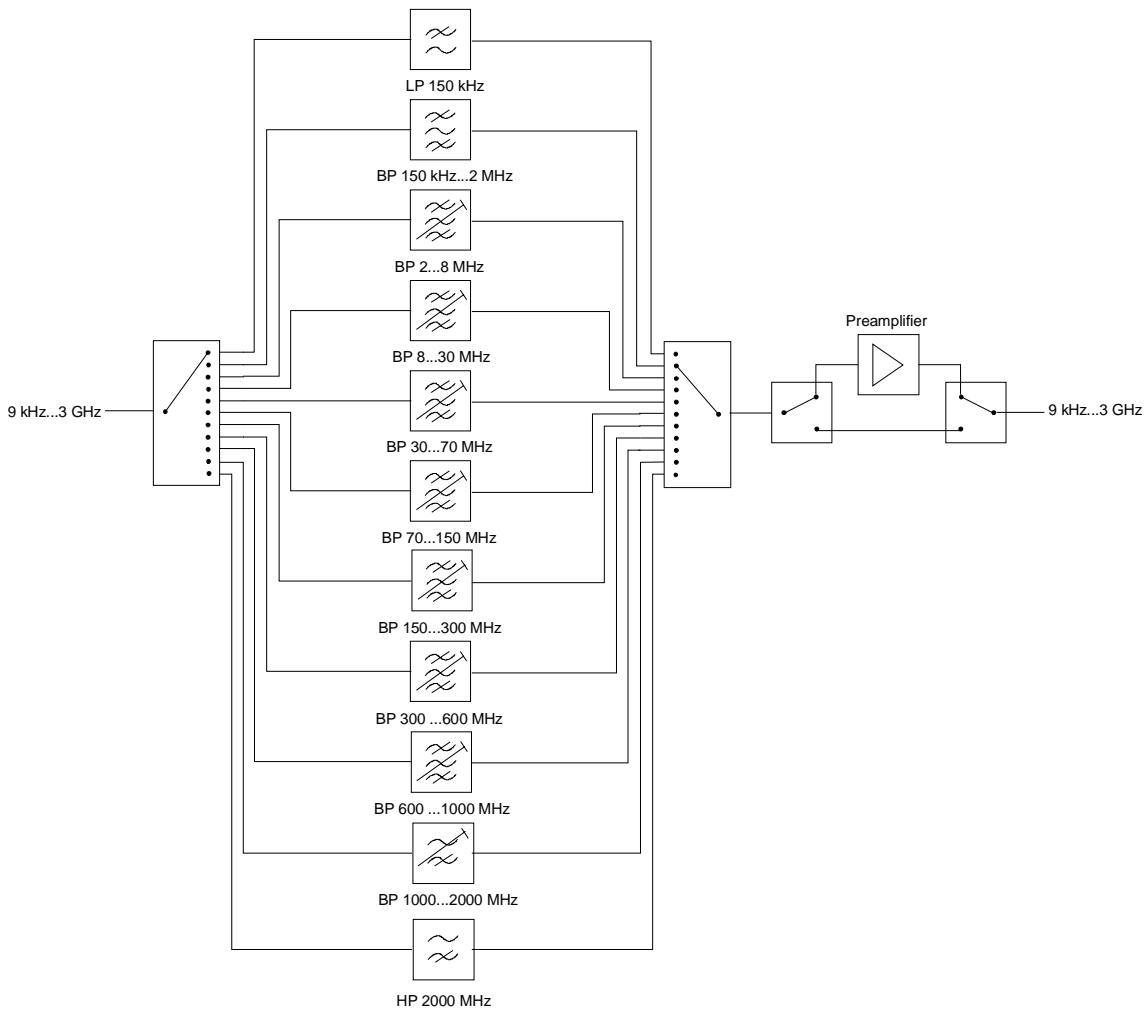 LP 150 kHz
BP 150 kHz...2 MHz
BP 2...8 MHz
BP 8...30 MHz
Preamplifier
9 kHz...3 GHz
9 kHz...3 GHz
BP 30...70 MHz
BP 70...150 MHz
BP 150...300 MHz
BP 300 ...600 MHz
BP 600 ...1000 MHz
BP 1000...2000 MHz
HP 2000 MHz